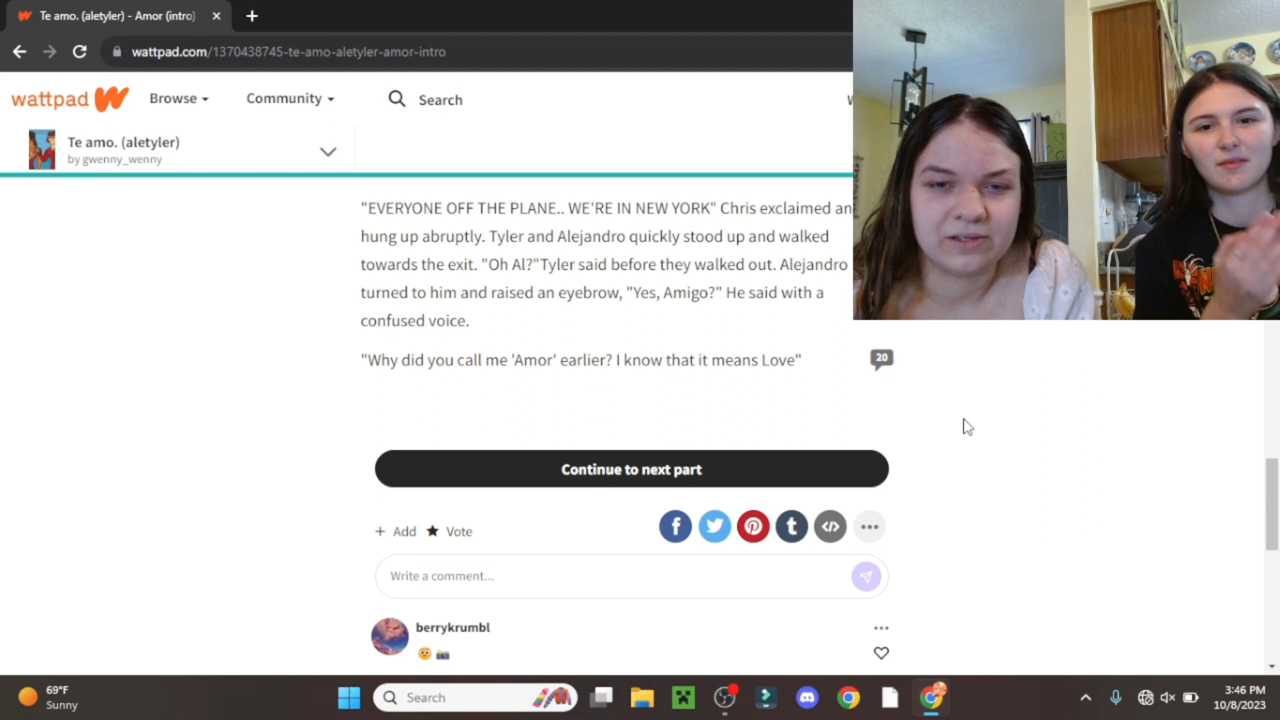 Te amo. (aletyler) - Amor (intro)
wattpad.com/1370438745-te-amo-aletyler-amor-intro
wattpad
Browse
Community
Search
Te amo. (aletyler)
by gwenny_wenny
"EVERYONE OFF THE PLANE.. WE'RE IN NEW YORK" Chris exclaimed an
hung up abruptly. Tyler and Alejandro quickly stood up and walked
towards the exit. "Oh Al?"Tyler said before they walked out. Alejandro
turned to him and raised an eyebrow, "Yes, Amigo?" He said with a
confused voice.
"Why did you call me 'Amor' earlier? I know that it means Love"
20
Continue to next part
+ Add ★ Vote
Write a comment...
berrykrumbl
69°F
Sunny
Search
3:46 PM
10/8/2023